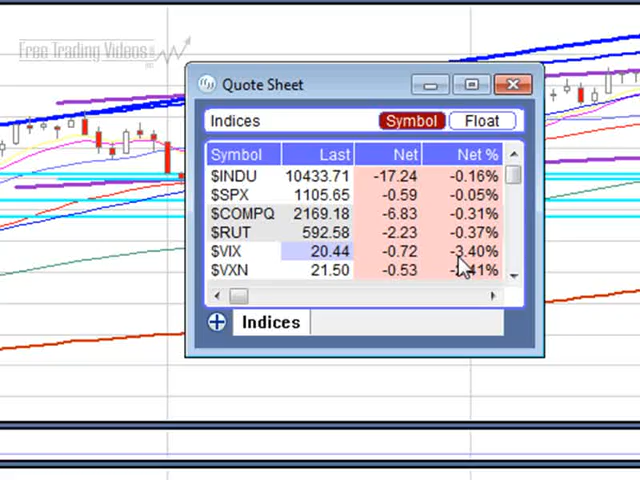 Free Trading Videos
Quote Sheet
Indices Symbol Float
Symbol Last Net Net %
$INDU 10433.71 -17.24 -0.16%
$SPX 1105.65 -0.59 -0.05%
$COMPQ 2169.18 -6.83 -0.31%
$RUT 592.58 -2.23 -0.37%
$VIX 20.44 -0.72 -3.40%
$VXN 21.50 -0.53
Indices